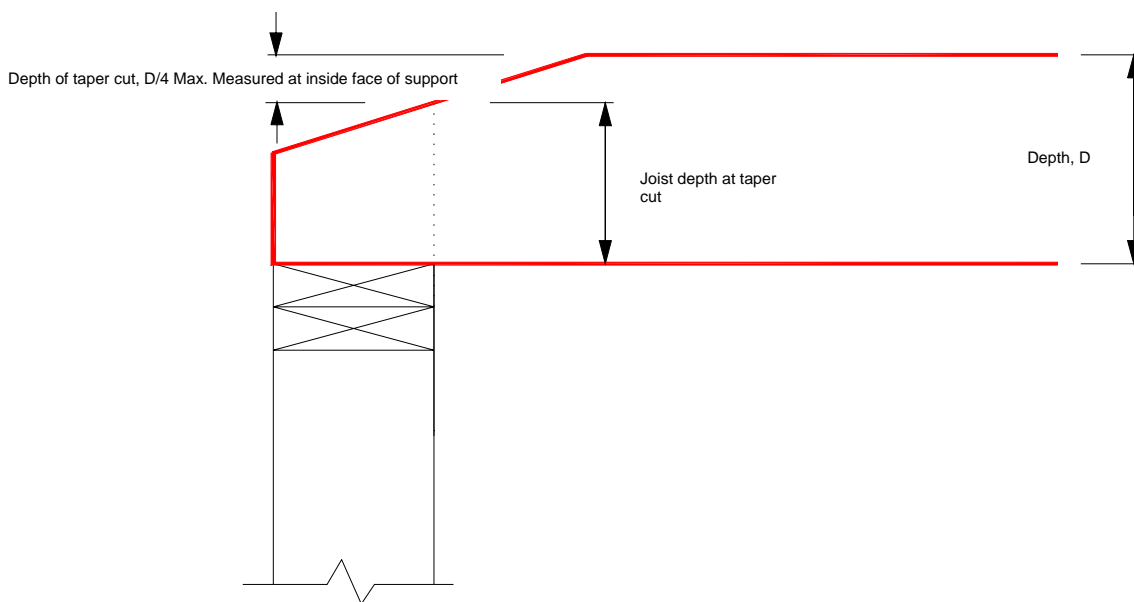 Depth of taper cut, D/4 Max. Measured at inside face of support
Depth, D
Joist depth at taper
cut